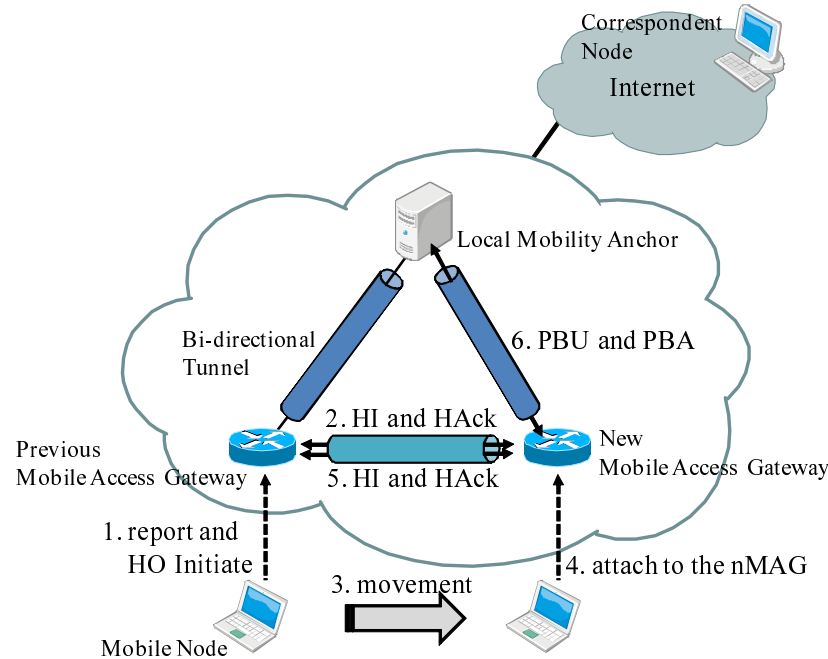 Correspondent
Node
Internet
Local Mobility Anchor
Bi-directional
Tunnel
6. PBU and PBA
2. HI and HAck
Previous
Mobile Access Gateway
New
Mobile Access Gateway
5. HI and HAck
1. report and
HO Initiate
4. attach to the nMAG
3. movement
Mobile Node